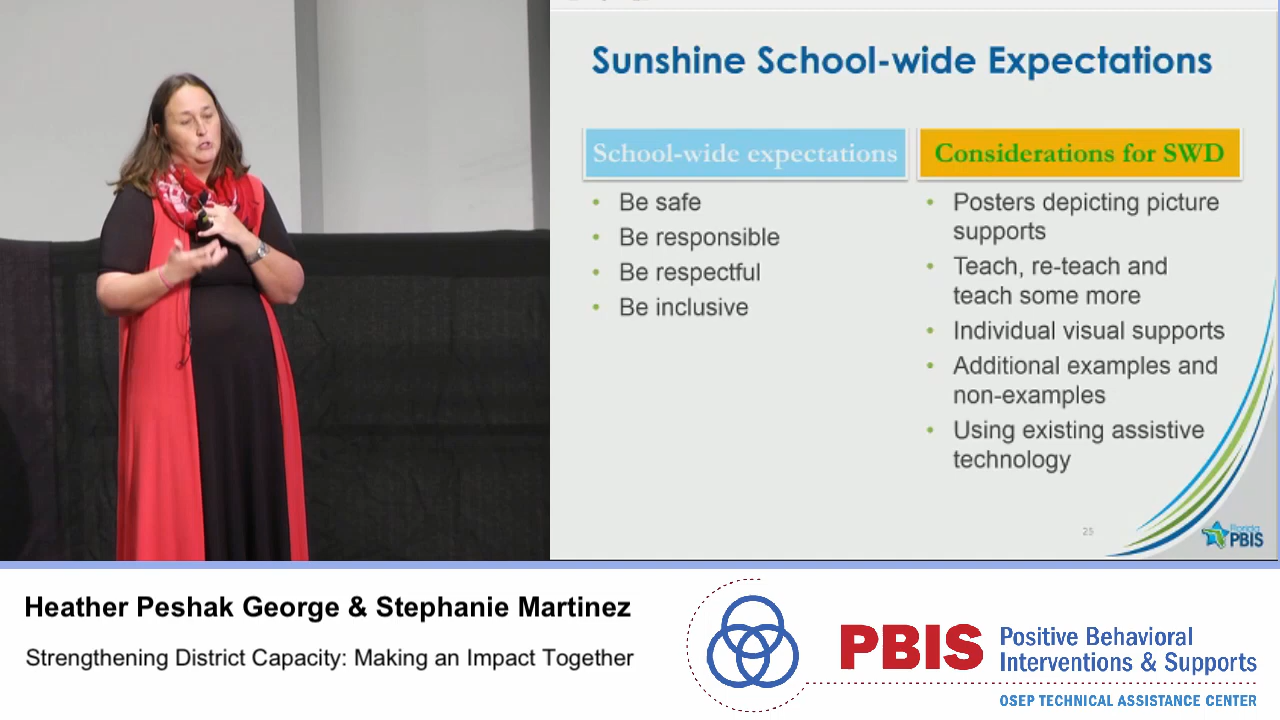 Sunshine School-wide Expectations
School-wide expectations
Be safe
Be responsible
Be respectful
Be inclusive
Considerations for SWD
Posters depicting picture
supports
Teach, re-teach and
teach some more
Individual visual supports
Additional examples and
non-examples
Using existing assistive
technology
25
Florida
PBIS
Heather Peshak George & Stephanie Martinez
Strengthening District Capacity: Making an Impact Together
PBIS
Positive Behavioral
Interventions & Supports
OSEP TECHNICAL ASSISTANCE CENTER